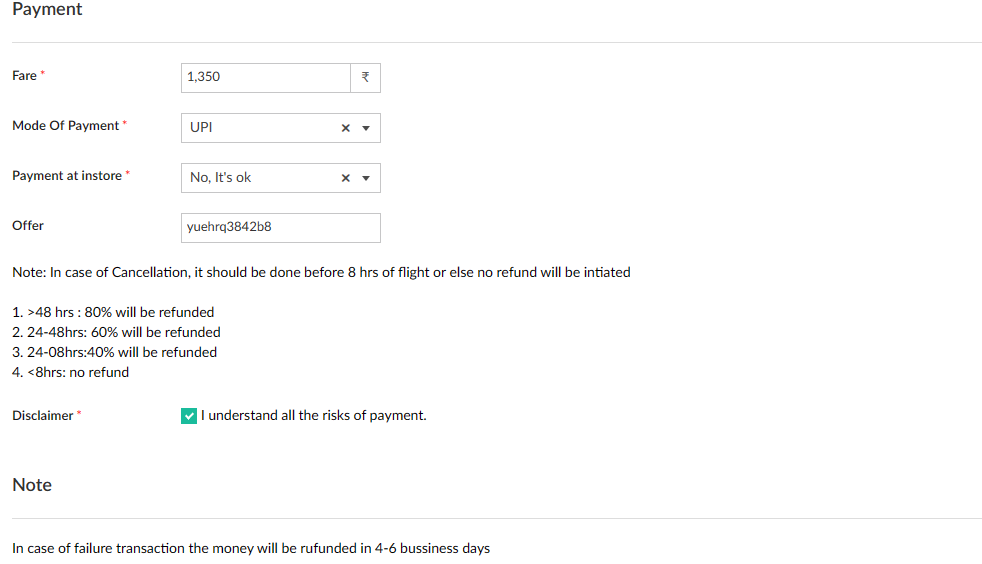 Payment
Fare *
1,350 ₹
Mode Of Payment *
UPI
Payment at instore *
No, It's ok
Offer
yuehrq3842b8
Note: In case of Cancellation, it should be done before 8 hrs of flight or else no refund will be intiated
1. >48 hrs : 80% will be refunded
2. 24-48hrs: 60% will be refunded
3. 24-08hrs:40% will be refunded
4. <8hrs: no refund
Disclaimer *
I understand all the risks of payment.
Note
In case of failure transaction the money will be rufunded in 4-6 bussiness days